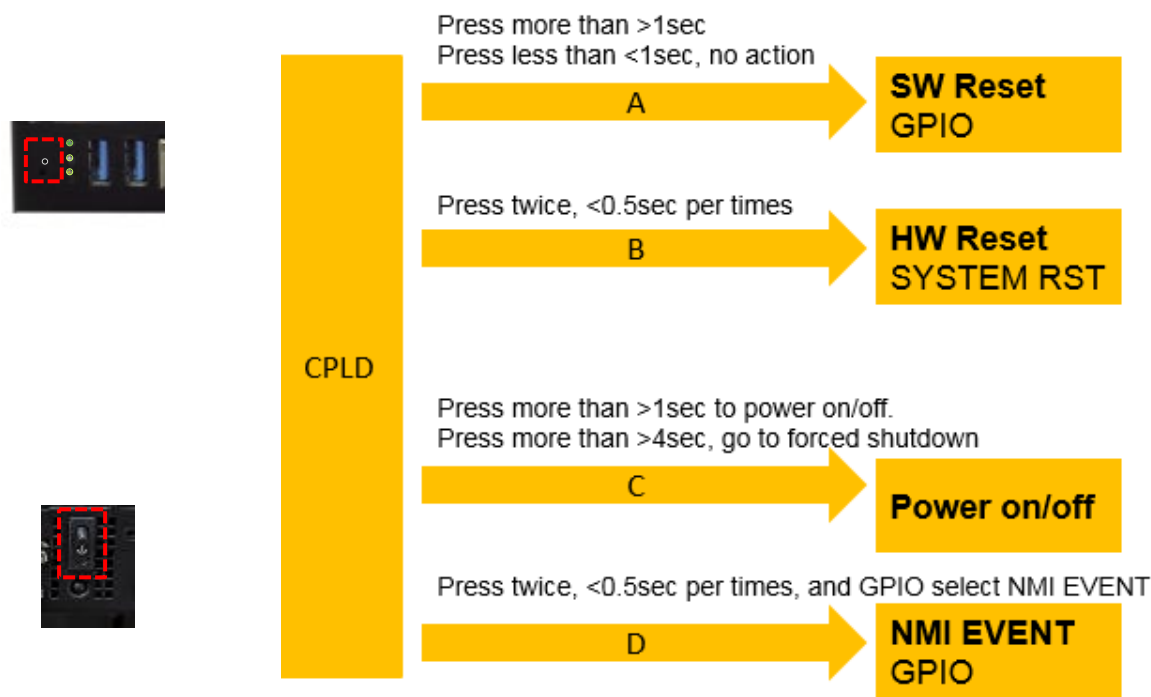 Press more than >1sec
Press less than <1sec, no action
A
SW Reset
GPIO
Press twice, <0.5sec per times
B
HW Reset
SYSTEM RST
CPLD
Press more than >1sec to power on/off.
Press more than >4sec, go to forced shutdown
C
Power on/off
Press twice, <0.5sec per times, and GPIO select NMI EVENT
D
NMI EVENT
GPIO